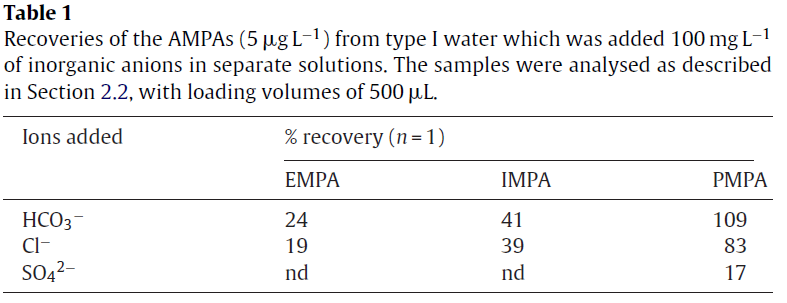 Table 1
Recoveries of the AMPAs (5 μg L⁻¹) from type I water which was added 100 mg L⁻¹
of inorganic anions in separate solutions. The samples were analysed as described
in Section 2.2, with loading volumes of 500 μL.
Ions added % recovery (n = 1)
EMPA IMPA PMPA
HCO₃⁻ 24 41 109
Cl⁻ 19 39 83
SO₄²⁻ nd nd 17